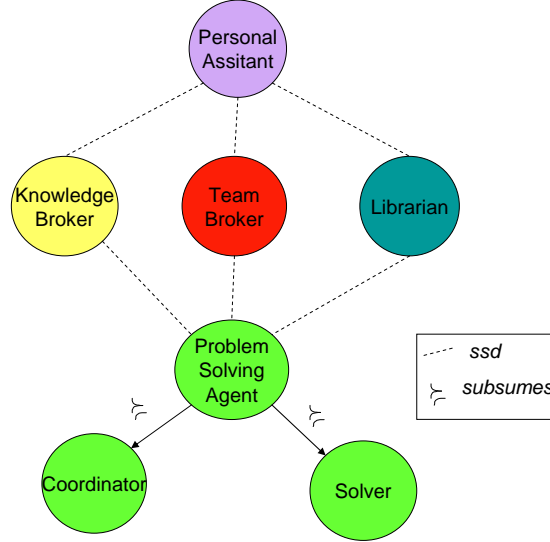 Personal
Assitant
Knowledge
Broker
Team
Broker
Librarian
Problem
Solving
Agent
ssd
≽ subsumes
≽
≽
Coordinator
Solver